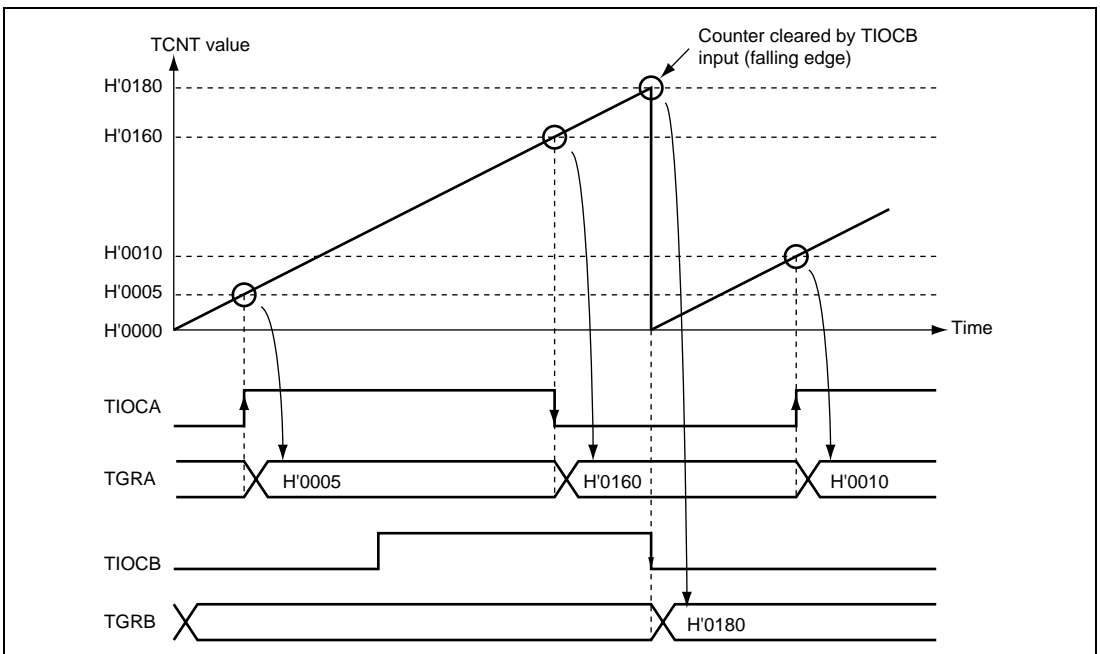 Counter cleared by TIOCB
input (falling edge)
TCNT value
H'0180
H'0160
H'0010
H'0005
H'0000
Time
TIOCA
TGRA
H'0005
H'0160
H'0010
TIOCB
TGRB
H'0180